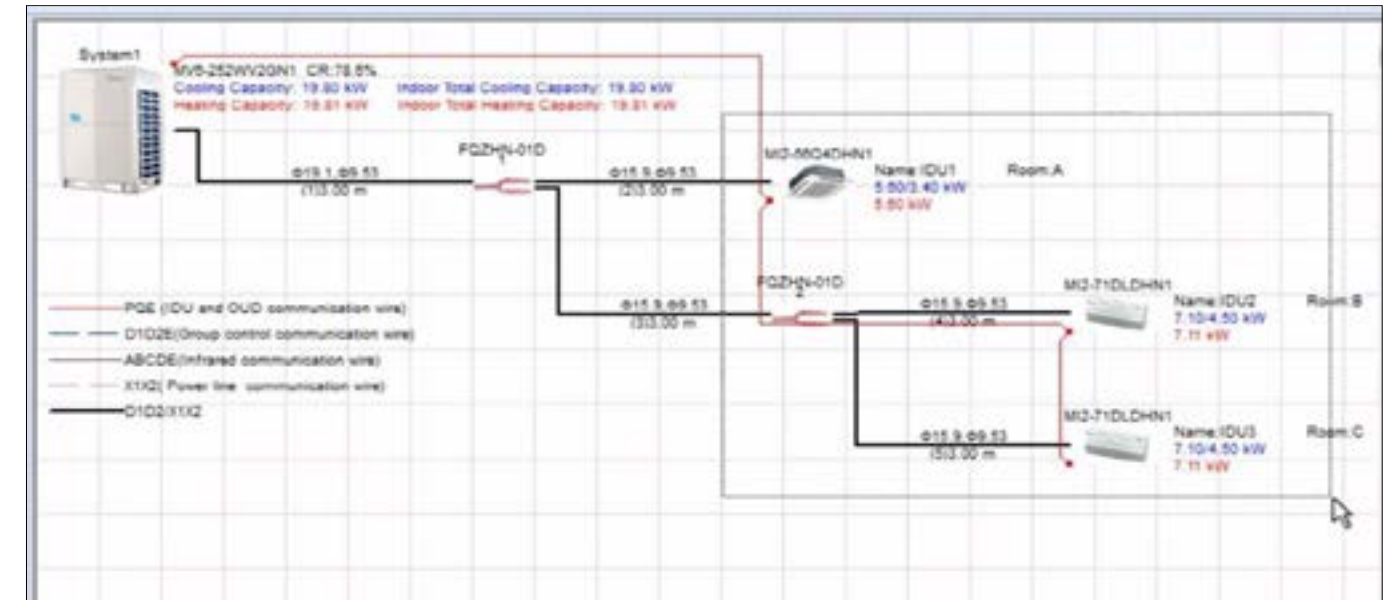 System1
MV6-252WV2GN1 CR:78.6%
Cooling Capacity: 19.80 kW Indoor Total Cooling Capacity: 19.80 kW
Heating Capacity: 19.81 kW Indoor Total Heating Capacity: 19.81 kW
FQZHN-01D
1
Φ19.1,Φ9.53
(1)3.00 m
Φ15.9,Φ9.53
(2)3.00 m
MI2-56Q4DHN1
Name:IDU1 Room:A
5.60/3.40 kW
5.60 kW
FQZHN-01D
2
Φ15.9,Φ9.53
(3)3.00 m
Φ15.9,Φ9.53
(4)3.00 m
MI2-71DLDHN1
Name:IDU2 Room:B
7.10/4.50 kW
7.11 kW
PQE (IDU and OUD communication wire)
D1D2E(Group control communication wire)
ABCDE(Infrared communication wire)
X1X2( Power line communication wire)
D1D2/X1X2
Φ15.9,Φ9.53
(5)3.00 m
MI2-71DLDHN1
Name:IDU3 Room:C
7.10/4.50 kW
7.11 kW